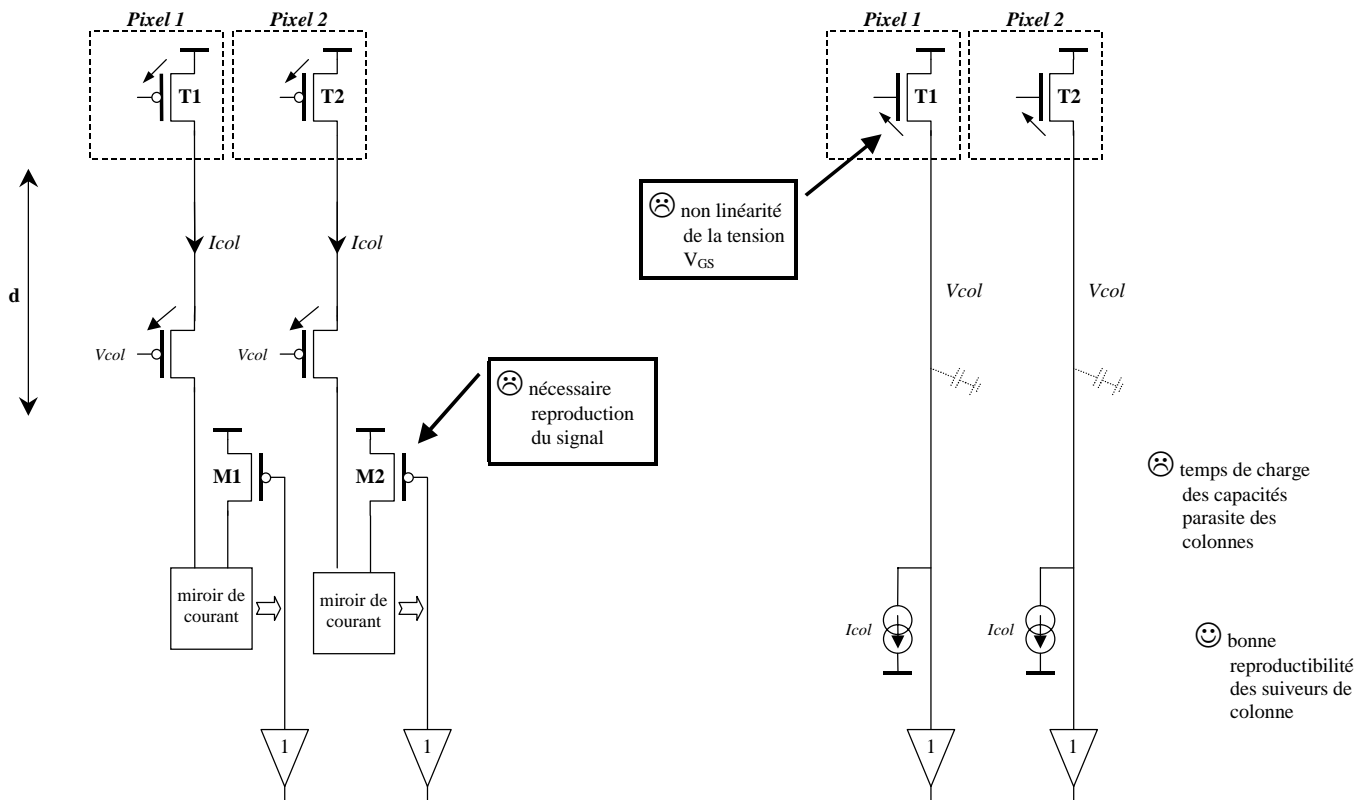 Pixel 1 Pixel 2 Pixel 1 Pixel 2
T1 T2 T1 T2
☹ non linéarité
de la tension
V_GS
Icol Icol
d
Vcol Vcol
Vcol Vcol
☹ nécessaire
reproduction
du signal
M1 M2
☹ temps de charge
des capacités
parasite des
colonnes
miroir de
courant
miroir de
courant
Icol Icol
☺ bonne
reproductibilité
des suiveurs de
colonne
1 1 1 1